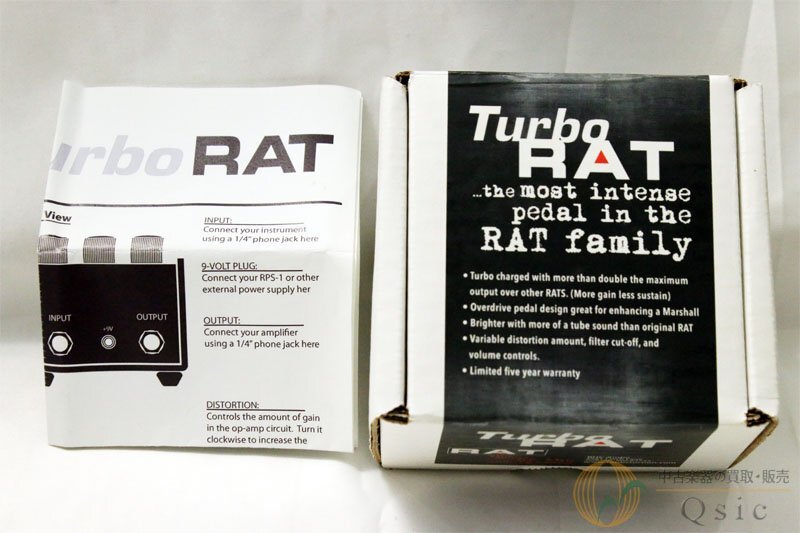 urbo RAT
View
INPUT:
Connect your instrument
using a 1/4" phone jack here
9-VOLT PLUG:
Connect your RPS-1 or other
external power supply her
INPUT
+9V
OUTPUT
OUTPUT:
Connect your amplifier
using a 1/4" phone jack here
DISTORTION:
Controls the amount of gain
in the op-amp circuit. Turn it
clockwise to increase the
Turbo
RAT
...the most intense
pedal in the
RAT family
• Turbo charged with more than double the maximum
output over other RATS. (More gain less sustain)
• Overdrive pedal design great for enhancing a Marshall
• Brighter with more of a tube sound than original RAT
• Variable distortion amount, filter cut-off, and
volume controls.
• Limited five year warranty
Turbo
RAT
RAT
中古楽器の買取・販売
Qsic